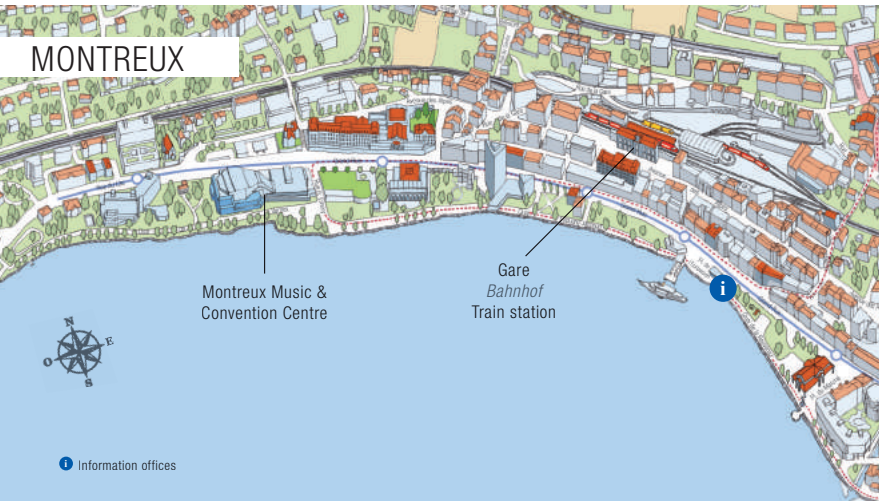 MONTREUX
Montreux Music &
Convention Centre
Gare
Bahnhof
Train station
i
N
O
E
S
i Information offices